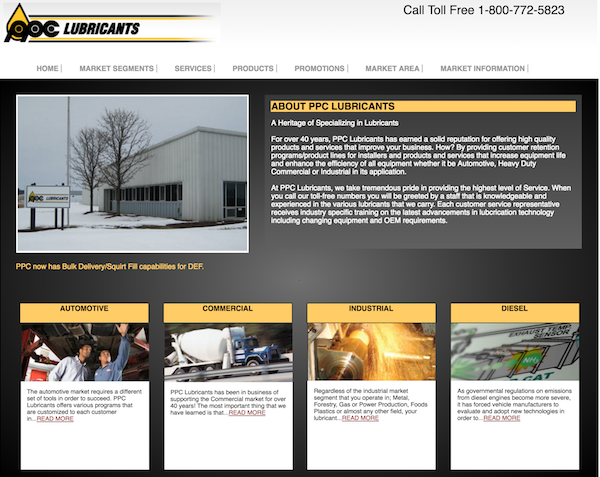 ppc LUBRICANTS
Call Toll Free 1-800-772-5823
HOME | MARKET SEGMENTS | SERVICES | PRODUCTS | PROMOTIONS | MARKET AREA | MARKET INFORMATION |
ppc LUBRICANTS
ABOUT PPC LUBRICANTS
A Heritage of Specializing in Lubricants
For over 40 years, PPC Lubricants has earned a solid reputation for offering high quality
products and services that improve your business. How? By providing customer retention
programs/product lines for installers and products and services that increase equipment life
and enhance the efficiency of all equipment whether it be Automotive, Heavy Duty
Commercial or Industrial in its application.
At PPC Lubricants, we take tremendous pride in providing the highest level of Service. When
you call our toll-free numbers you will be greeted by a staff that is knowledgeable and
experienced in the various lubricants that we carry. Each customer service representative
receives industry specific training on the latest advancements in lubcrication technology
including changing equipment and OEM requirements.
PPC now has Bulk Delivery/Squirt Fill capabilities for DEF.
AUTOMOTIVE
The automotive market requires a different
set of tools in order to succeed. PPC
Lubricants offers various programs that
are customized to each customer
in...READ MORE
COMMERCIAL
PPC Lubricants has been in business of
supporting the Commercial market for over
40 years! The most important thing that we
have learned is that...READ MORE
INDUSTRIAL
Regardless of the industrial market
segment that you operate in; Metal,
Forestry, Gas or Power Production, Foods
Plastics or almost any other field, your
lubricant...READ MORE
DIESEL
EXHAUST TEMP.
SENSOR
NH3
As governmental regulations on emissions
from diesel engines become more severe,
it has forced vehicle manufacturers to
evaluate and adopt new technologies in
order to...READ MORE